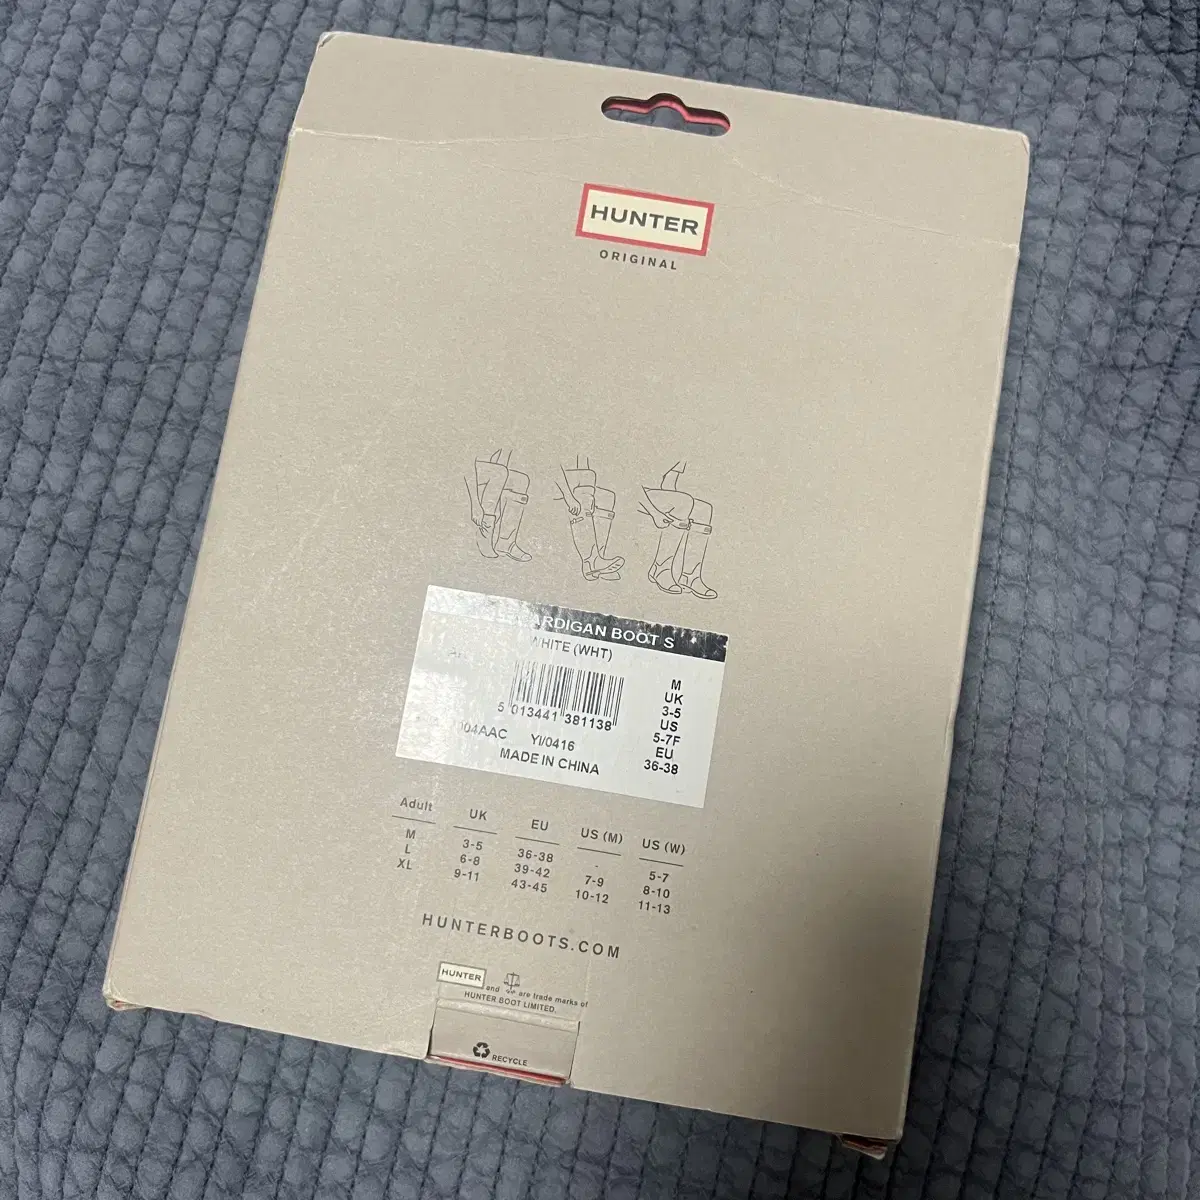 HUNTER
ORIGINAL
BOOT S
(WHT)
5 013441 381138
YI/0416
MADE IN CHINA
M
UK
3-5
US
5-7F
EU
36-38
Adult UK EU US (M) US (W)
M 3-5 36-38 - 5-7
L 6-8 39-42 7-9 8-10
XL 9-11 43-45 10-12 11-13
HUNTERBOOTS.COM
HUNTER and are trade marks of
HUNTER BOOT LIMITED.
RECYCLE